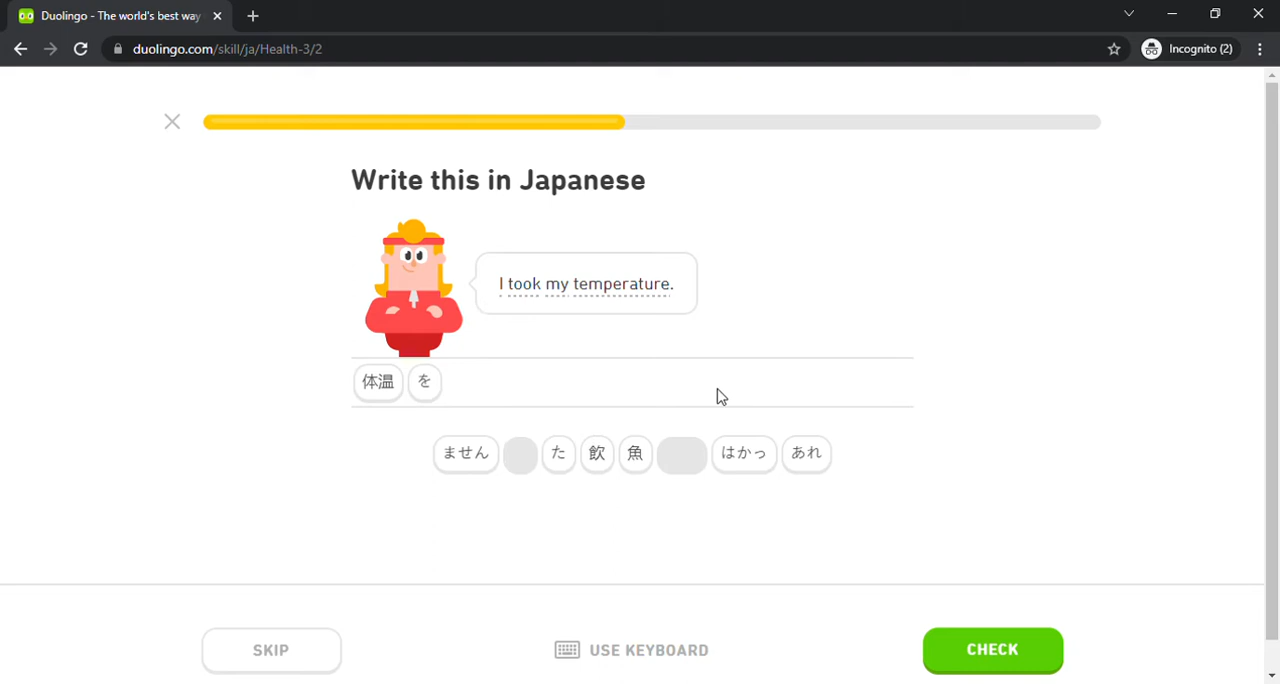 Duolingo - The world's best way
duolingo.com/skill/ja/Health-3/2
Incognito (2)
Write this in Japanese
I took my temperature.
体温 を
ません た 飲 魚 はかっ あれ
SKIP USE KEYBOARD CHECK